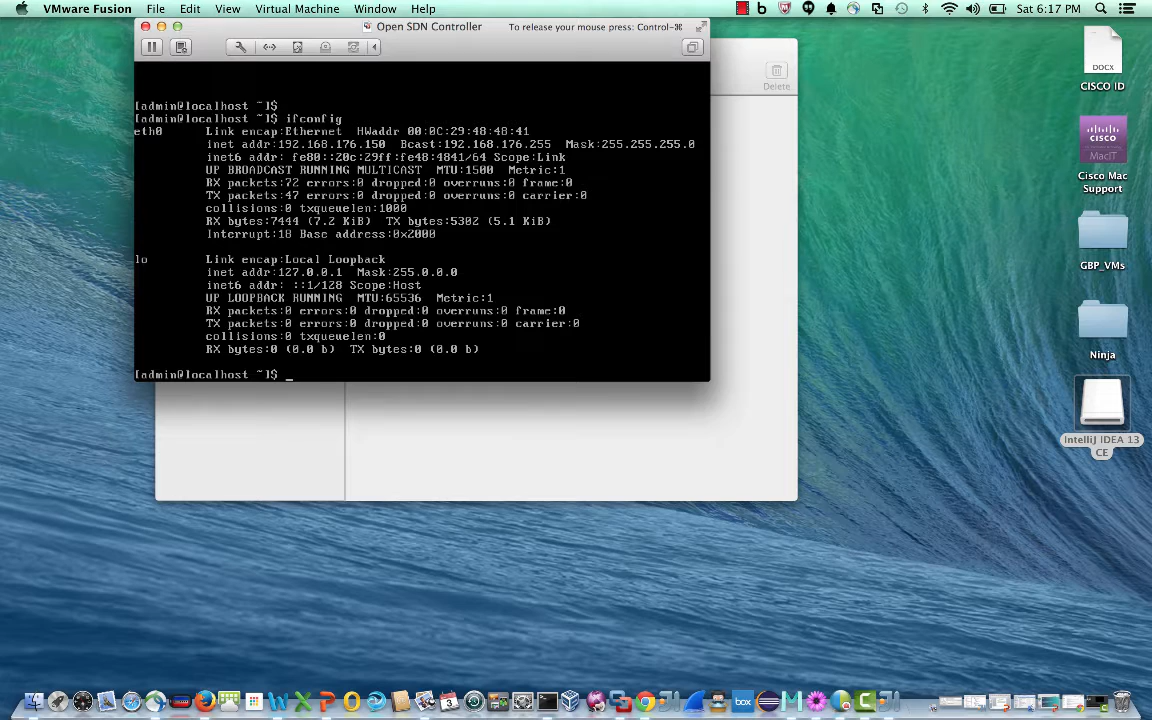 VMware Fusion File Edit View Virtual Machine Window Help Sat 6:17 PM
Open SDN Controller To release your mouse press: Control-⌘
Delete
[admin@localhost ~]$
[admin@localhost ~]$ ifconfig
eth0 Link encap:Ethernet HWaddr 00:0C:29:48:48:41
inet addr:192.168.176.150 Bcast:192.168.176.255 Mask:255.255.255.0
inet6 addr: fe80::20c:29ff:fe48:4841/64 Scope:Link
UP BROADCAST RUNNING MULTICAST MTU:1500 Metric:1
RX packets:72 errors:0 dropped:0 overruns:0 frame:0
TX packets:47 errors:0 dropped:0 overruns:0 carrier:0
collisions:0 txqueuelen:1000
RX bytes:7444 (7.2 KiB) TX bytes:5302 (5.1 KiB)
Interrupt:18 Base address:0x2000
lo Link encap:Local Loopback
inet addr:127.0.0.1 Mask:255.0.0.0
inet6 addr: ::1/128 Scope:Host
UP LOOPBACK RUNNING MTU:65536 Metric:1
RX packets:0 errors:0 dropped:0 overruns:0 frame:0
TX packets:0 errors:0 dropped:0 overruns:0 carrier:0
collisions:0 txqueuelen:0
RX bytes:0 (0.0 b) TX bytes:0 (0.0 b)
[admin@localhost ~]$ _
DOCX
CISCO ID
CISCO
MacIT
Cisco Mac
Support
GBP_VMs
Ninja
IntelliJ IDEA 13
CE
box